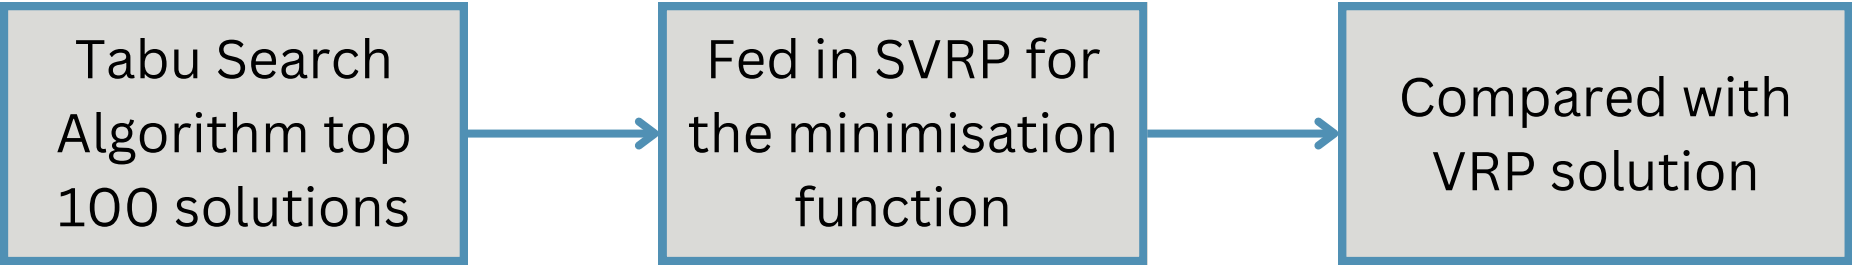 Tabu Search
Algorithm top
100 solutions
Fed in SVRP for
the minimisation
function
Compared with
VRP solution